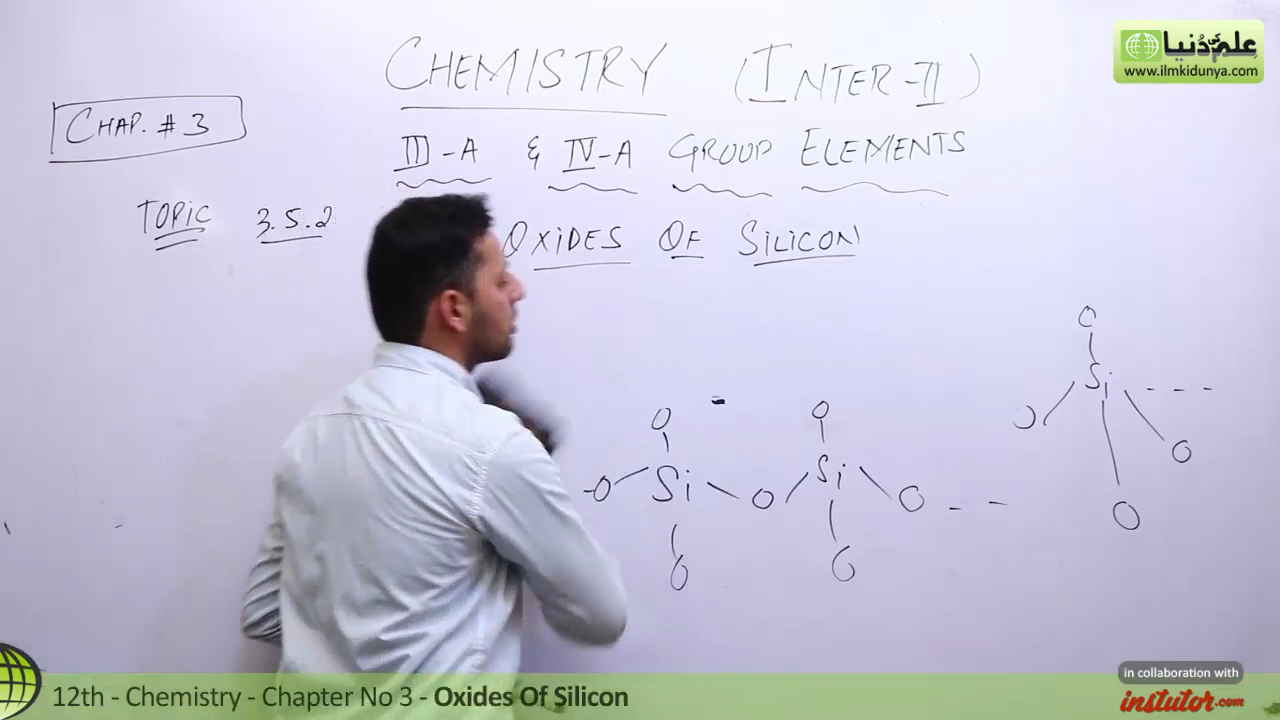 CHEMISTRY (INTER-II)
CHAP. # 3
III-A & IV-A GROUP ELEMENTS
TOPIC 3.5.2
OXIDES OF SILICON
O
Si - - -
O O
O
O O
-O Si O Si O - -
O O
علم کی دُنیا
www.ilmkidunya.com
12th - Chemistry - Chapter No 3 - Oxides Of Silicon
in collaboration with
instutor.com